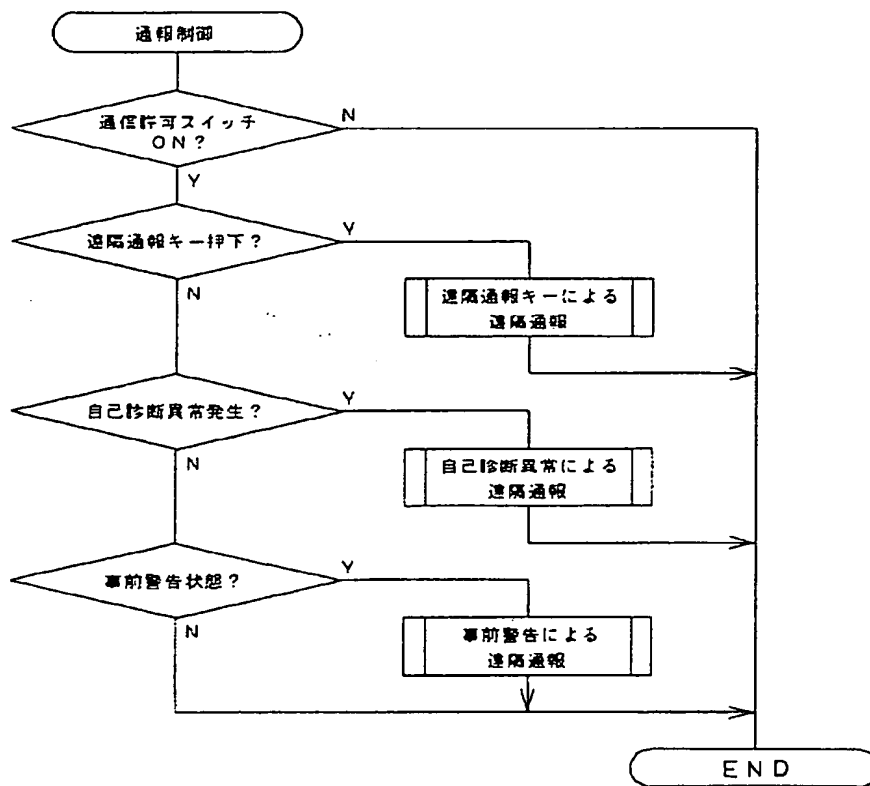 通報制御
通信許可スイッチ
ON?
N
Y
遠隔通報キー押下?
Y
N
遠隔通報キーによる
遠隔通報
自己診断異常発生?
Y
N
自己診断異常による
遠隔通報
事前警告状態?
Y
N
事前警告による
遠隔通報
END